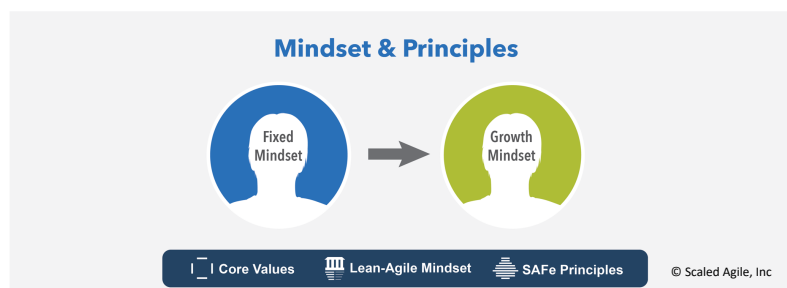 Mindset & Principles
Fixed
Mindset
Growth
Mindset
Core Values
Lean-Agile Mindset
SAFe Principles
© Scaled Agile, Inc